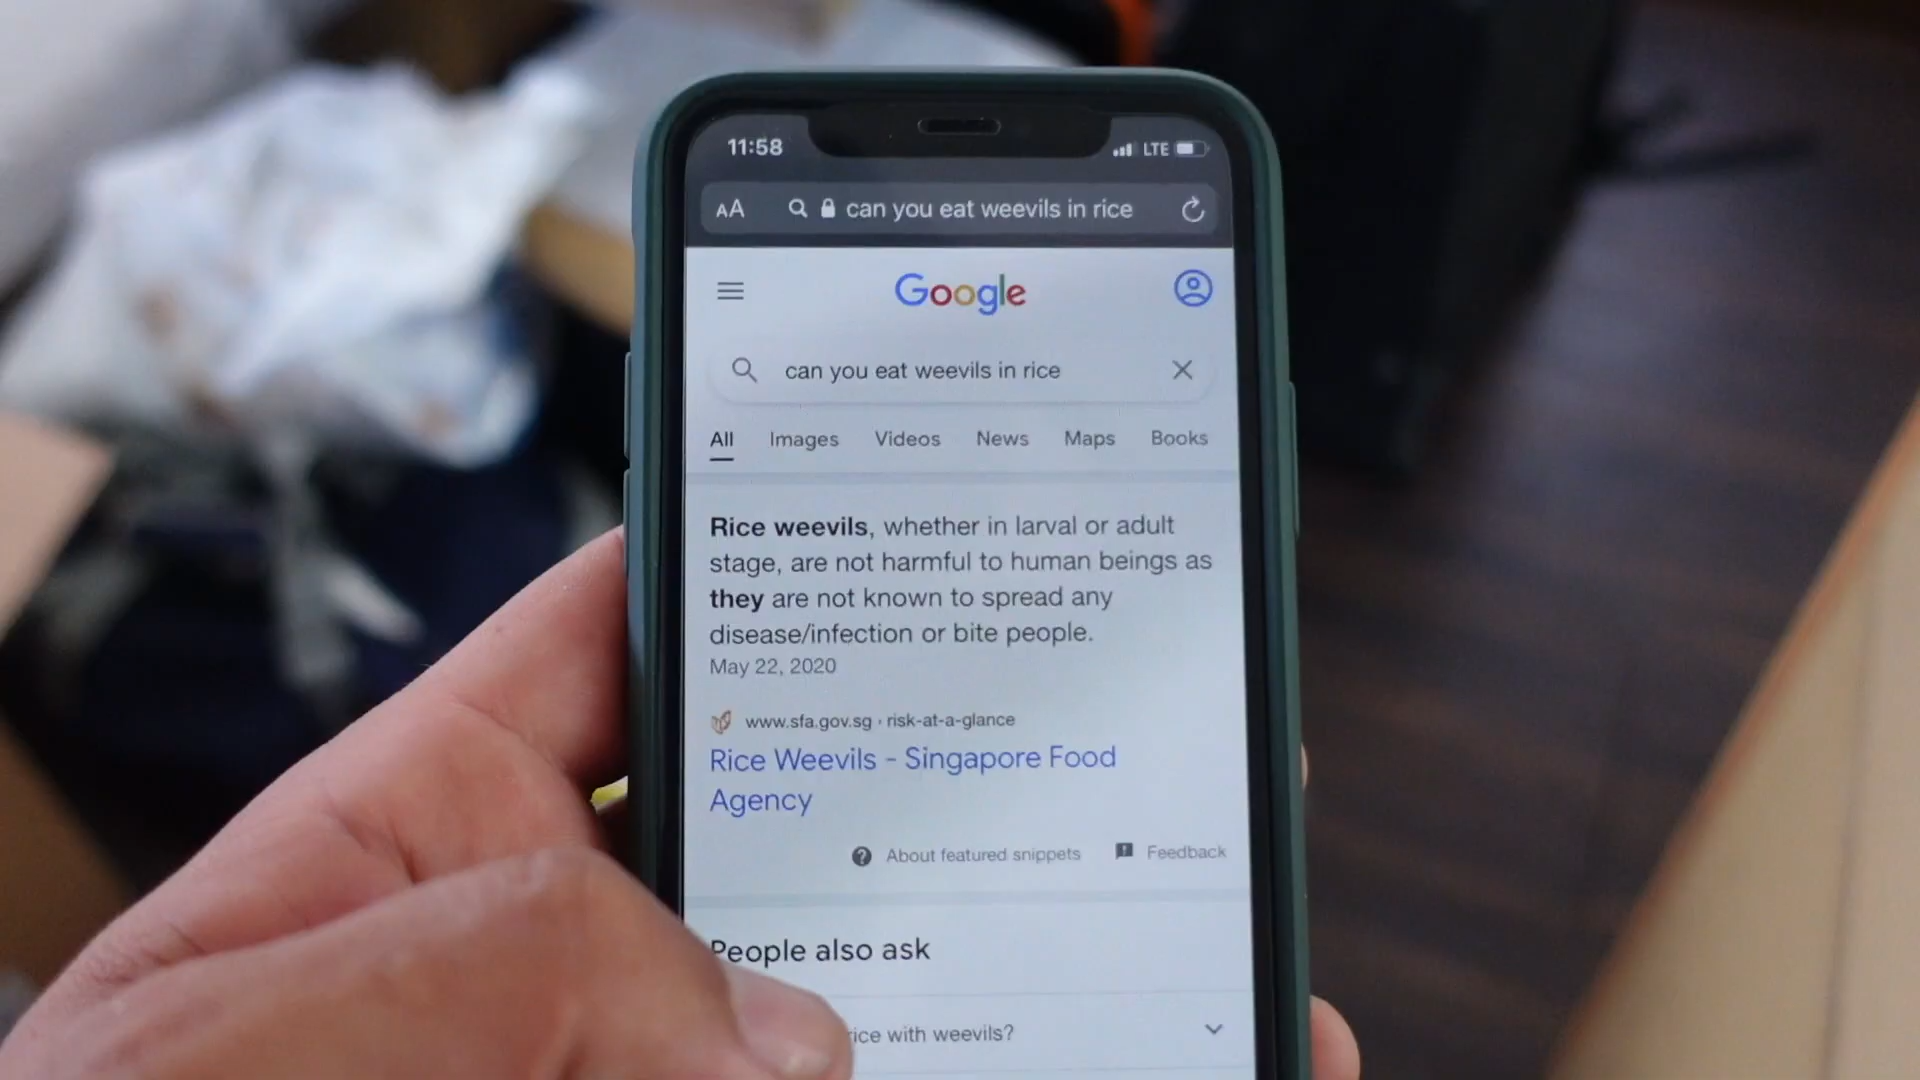 11:58
LTE
AA can you eat weevils in rice
Google
can you eat weevils in rice
All Images Videos News Maps Books
Rice weevils, whether in larval or adult
stage, are not harmful to human beings as
they are not known to spread any
disease/infection or bite people.
May 22, 2020
www.sfa.gov.sg › risk-at-a-glance
Rice Weevils - Singapore Food
Agency
About featured snippets Feedback
People also ask
with weevils?